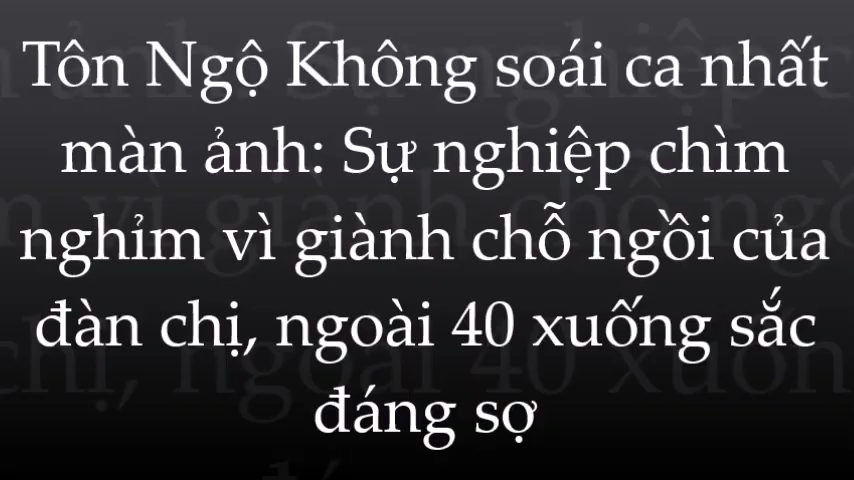 Tôn Ngộ Không soái ca nhất
màn ảnh: Sự nghiệp chìm
nghỉm vì giành chỗ ngồi của
đàn chị, ngoài 40 xuống sắc
đáng sợ